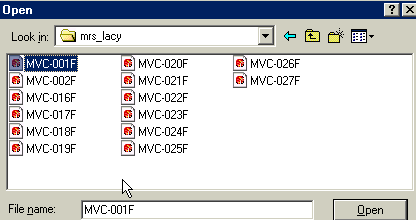 Open
Look in: mrs_lacy
MVC-001F MVC-020F MVC-026F
MVC-002F MVC-021F MVC-027F
MVC-016F MVC-022F
MVC-017F MVC-023F
MVC-018F MVC-024F
MVC-019F MVC-025F
File name: MVC-001F Open